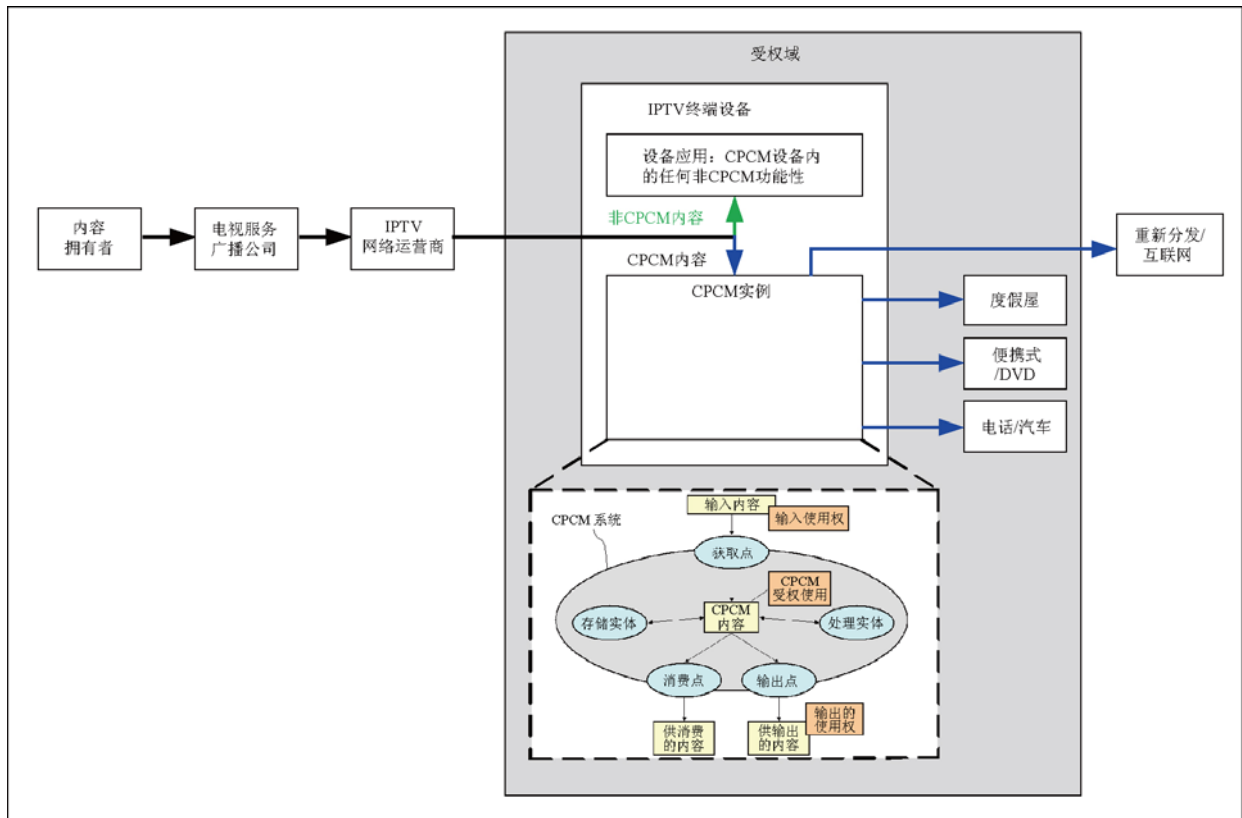 受权域
IPTV终端设备
设备应用：CPCM设备内
的任何非CPCM功能性
非CPCM内容
内容
拥有者
电视服务
广播公司
IPTV
网络运营商
CPCM内容
重新分发/
互联网
CPCM实例
度假屋
便携式
/DVD
电话/汽车
CPCM 系统
输入内容
输入使用权
获取点
CPCM
受权使用
CPCM
内容
存储实体
处理实体
消费点
输出点
供消费
的内容
供输出
的内容
输出的
使用权